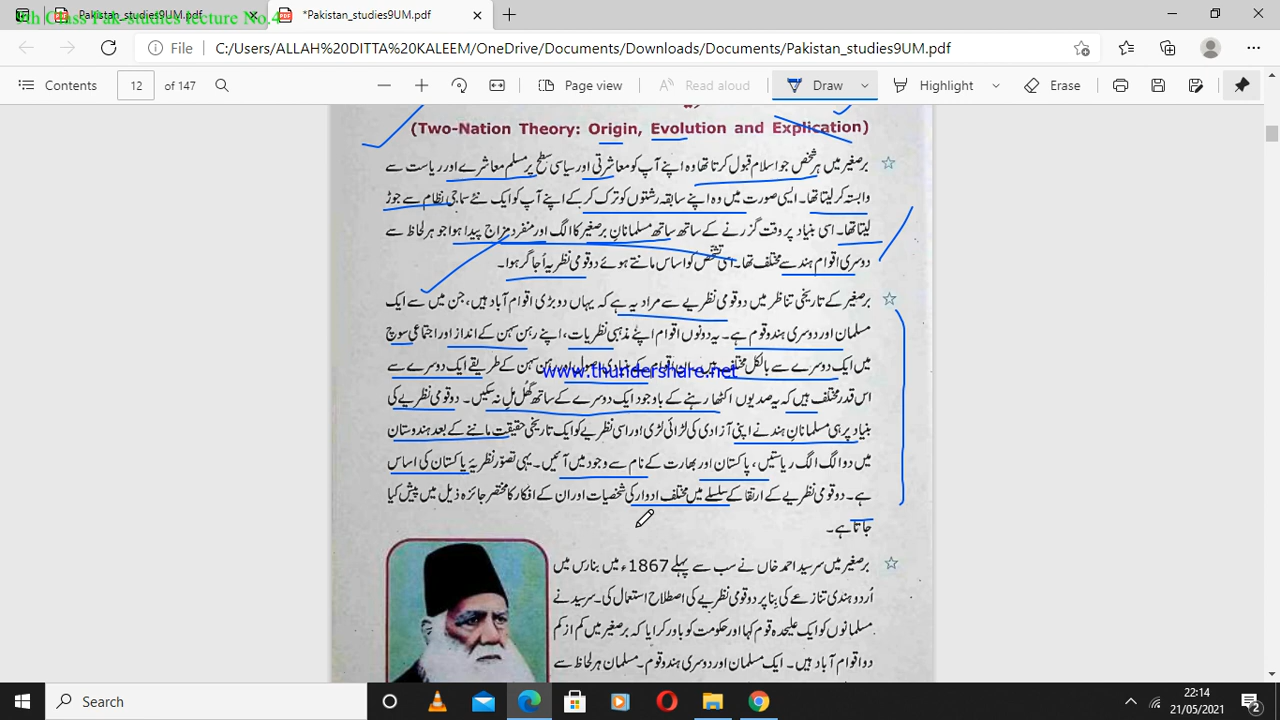 9th Class Pak-studies lecture No.4
Pakistan_studies9UM.pdf
*Pakistan_studies9UM.pdf
File
C:/Users/ALLAH%20DITTA%20KALEEM/OneDrive/Documents/Downloads/Documents/Pakistan_studies9UM.pdf
Contents
12
of 147
Page view
Read aloud
Draw
Highlight
Erase
(Two-Nation Theory: Origin, Evolution and Explication)
برصغیر میں ہر شخص جو اسلام قبول کرتا تھا وہ اپنے آپ کو معاشرتی اور سیاسی سطح پر مسلم معاشرے اور ریاست سے
وابستہ کر لیتا تھا۔ ایسی صورت میں وہ اپنے سابقہ رشتوں کو ترک کر کے اپنے آپ کو ایک نئے سماجی نظام سے جوڑ
لیتا تھا۔ اسی بنیاد پر وقت گزرنے کے ساتھ ساتھ مسلمانانِ برصغیر کا الگ اور منفرد مزاج پیدا ہوا جو ہر لحاظ سے
دوسری اقوام ہند سے مختلف تھا۔ اسی تشخّص کو اساس مانتے ہوئے دو قومی نظریہ اُجاگر ہوا۔
برصغیر کے تاریخی تناظر میں دو قومی نظریے سے مراد یہ ہے کہ یہاں دو بڑی اقوام آباد ہیں، جن میں سے ایک
مسلمان اور دوسری ہندو قوم ہے۔ یہ دونوں اقوام اپنے مذہبی نظریات، اپنے رہن سہن کے انداز اور اجتماعی سوچ
میں ایک دوسرے سے بالکل مختلف ہیں۔ ان اقوام کے بنیادی اصول اور رہن سہن کے طریقے ایک دوسرے سے
www.thundershare.net
اس قدر مختلف ہیں کہ یہ صدیوں اکٹھا رہنے کے باوجود ایک دوسرے کے ساتھ گھُل مل نہ سکیں۔ دو قومی نظریے کی
بنیاد پر ہی مسلمانانِ ہند نے اپنی آزادی کی لڑائی لڑی اور اسی نظریے کو ایک تاریخی حقیقت ماننے کے بعد ہندوستان
میں دو الگ الگ ریاستیں، پاکستان اور بھارت کے نام سے وجود میں آئیں۔ یہی تصوّر نظریۂ پاکستان کی اساس
ہے۔ دو قومی نظریے کے ارتقا کے سلسلے میں مختلف ادوار کی شخصیات اور ان کے افکار کا مختصر جائزہ ذیل میں پیش کیا
جاتا ہے۔
برصغیر میں سر سید احمد خاں نے سب سے پہلے 1867ء میں بنارس میں
اُردو ہندی تنازعے کی بِنا پر دو قومی نظریے کی اصطلاح استعمال کی۔ سر سید نے
مسلمانوں کو ایک علیحدہ قوم کہا اور حکومت کو باور کرایا کہ برصغیر میں کم از کم
دو اقوام آباد ہیں۔ ایک مسلمان اور دوسری ہندو قوم۔ مسلمان ہر لحاظ سے
Search
22:14
21/05/2021
2